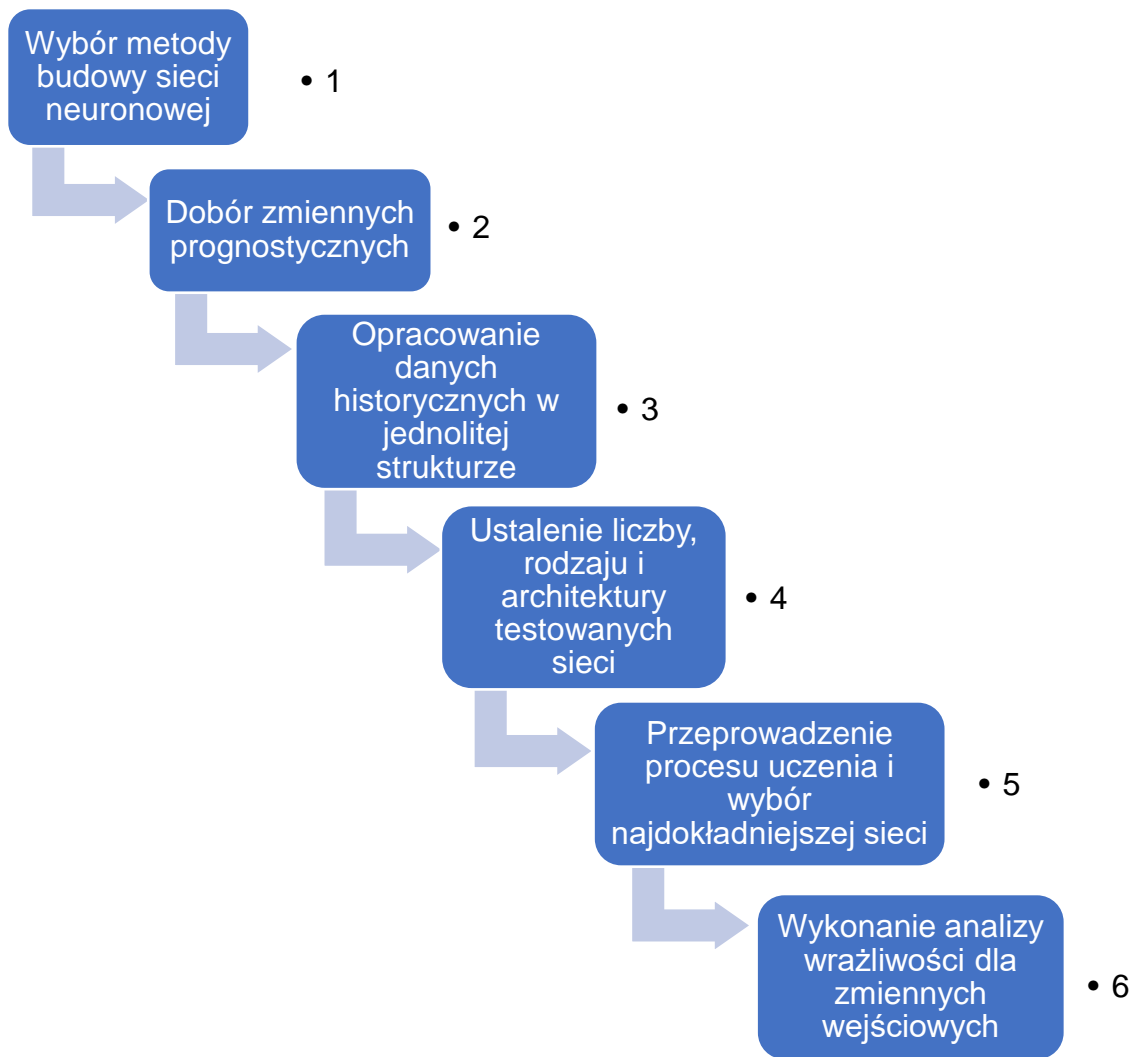 Wybór metody
budowy sieci
neuronowej
• 1
Dobór zmiennych
prognostycznych
• 2
Opracowanie
danych
historycznych w
jednolitej
strukturze
• 3
Ustalenie liczby,
rodzaju i
architektury
testowanych
sieci
• 4
Przeprowadzenie
procesu uczenia i
wybór
najdokładniejszej sieci
• 5
Wykonanie analizy
wrażliwości dla
zmiennych
wejściowych
• 6